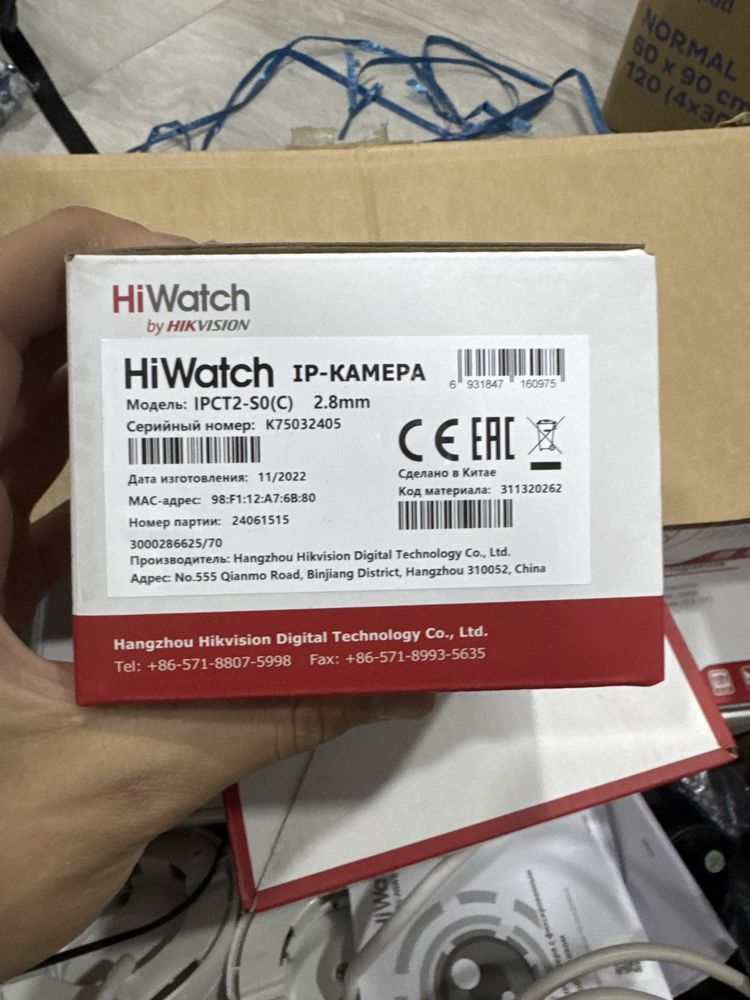 NORMAL
60 x 90 cm
HiWatch
by HIKVISION
HiWatch IP-КАМЕРА
6 931847 160975
Модель: IPCT2-S0(C) 2.8mm
Серийный номер: K75032405
CE EAC
Дата изготовления: 11/2022
Сделано в Китае
MAC-адрес: 98:F1:12:A7:6B:80
Код материала: 311320262
Номер партии: 24061515
3000286625/70
Производитель: Hangzhou Hikvision Digital Technology Co., Ltd.
Адрес: No.555 Qianmo Road, Binjiang District, Hangzhou 310052, China
Hangzhou Hikvision Digital Technology Co., Ltd.
Tel: +86-571-8807-5998 Fax: +86-571-8993-5635